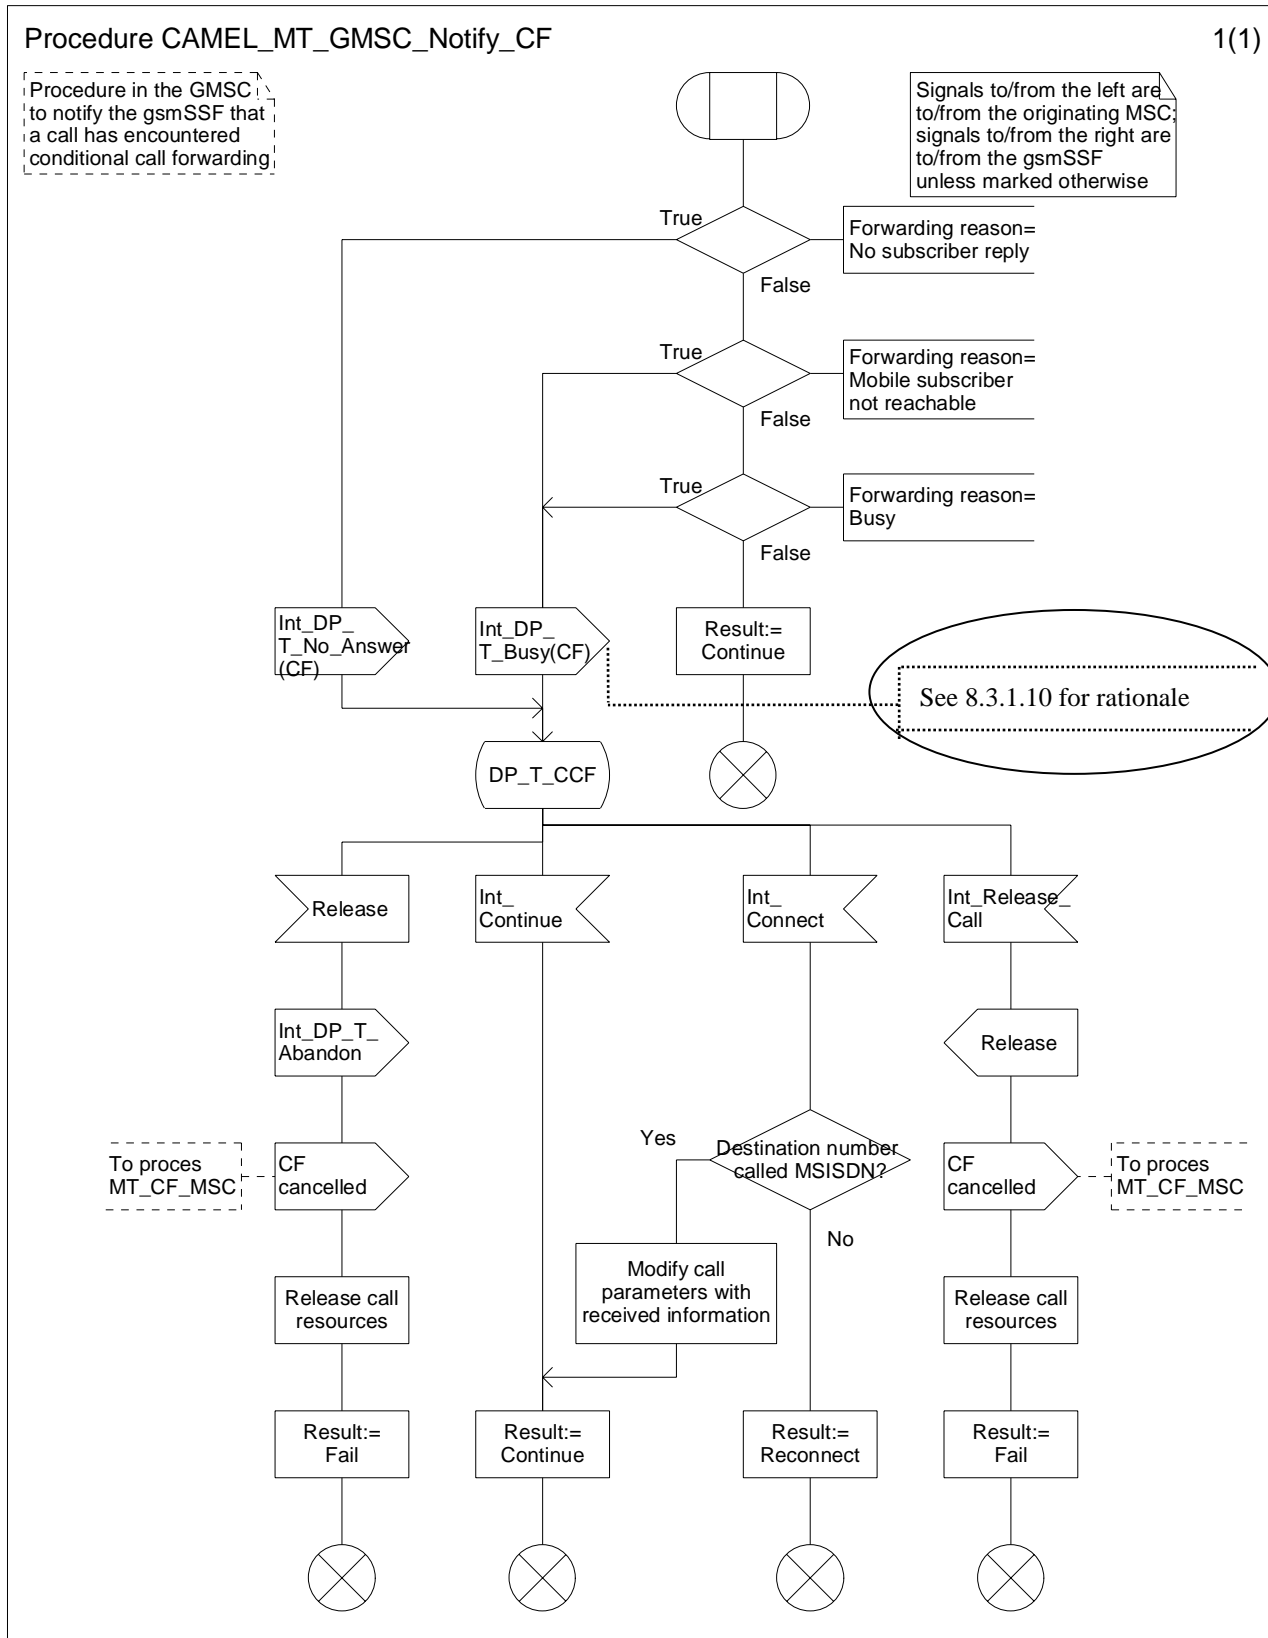 Procedure CAMEL_MT_GMSC_Notify_CF
1(1)
Procedure in the GMSC
to notify the gsmSSF that
a call has encountered
conditional call forwarding
Signals to/from the left are
to/from the originating MSC;
signals to/from the right are
to/from the gsmSSF
unless marked otherwise
True
Forwarding reason=
No subscriber reply
False
True
Forwarding reason=
Mobile subscriber
not reachable
False
True
Forwarding reason=
Busy
False
Int_DP_
T_No_Answer
(CF)
Int_DP_
T_Busy(CF)
Result:=
Continue
See 8.3.1.10 for rationale
DP_T_CCF
Release
Int_
Continue
Int_
Connect
Int_Release_
Call
Int_DP_T_
Abandon
Release
To proces
MT_CF_MSC
CF
cancelled
Yes
Destination number
called MSISDN?
No
CF
cancelled
To proces
MT_CF_MSC
Release call
resources
Modify call
parameters with
received information
Release call
resources
Result:=
Fail
Result:=
Continue
Result:=
Reconnect
Result:=
Fail